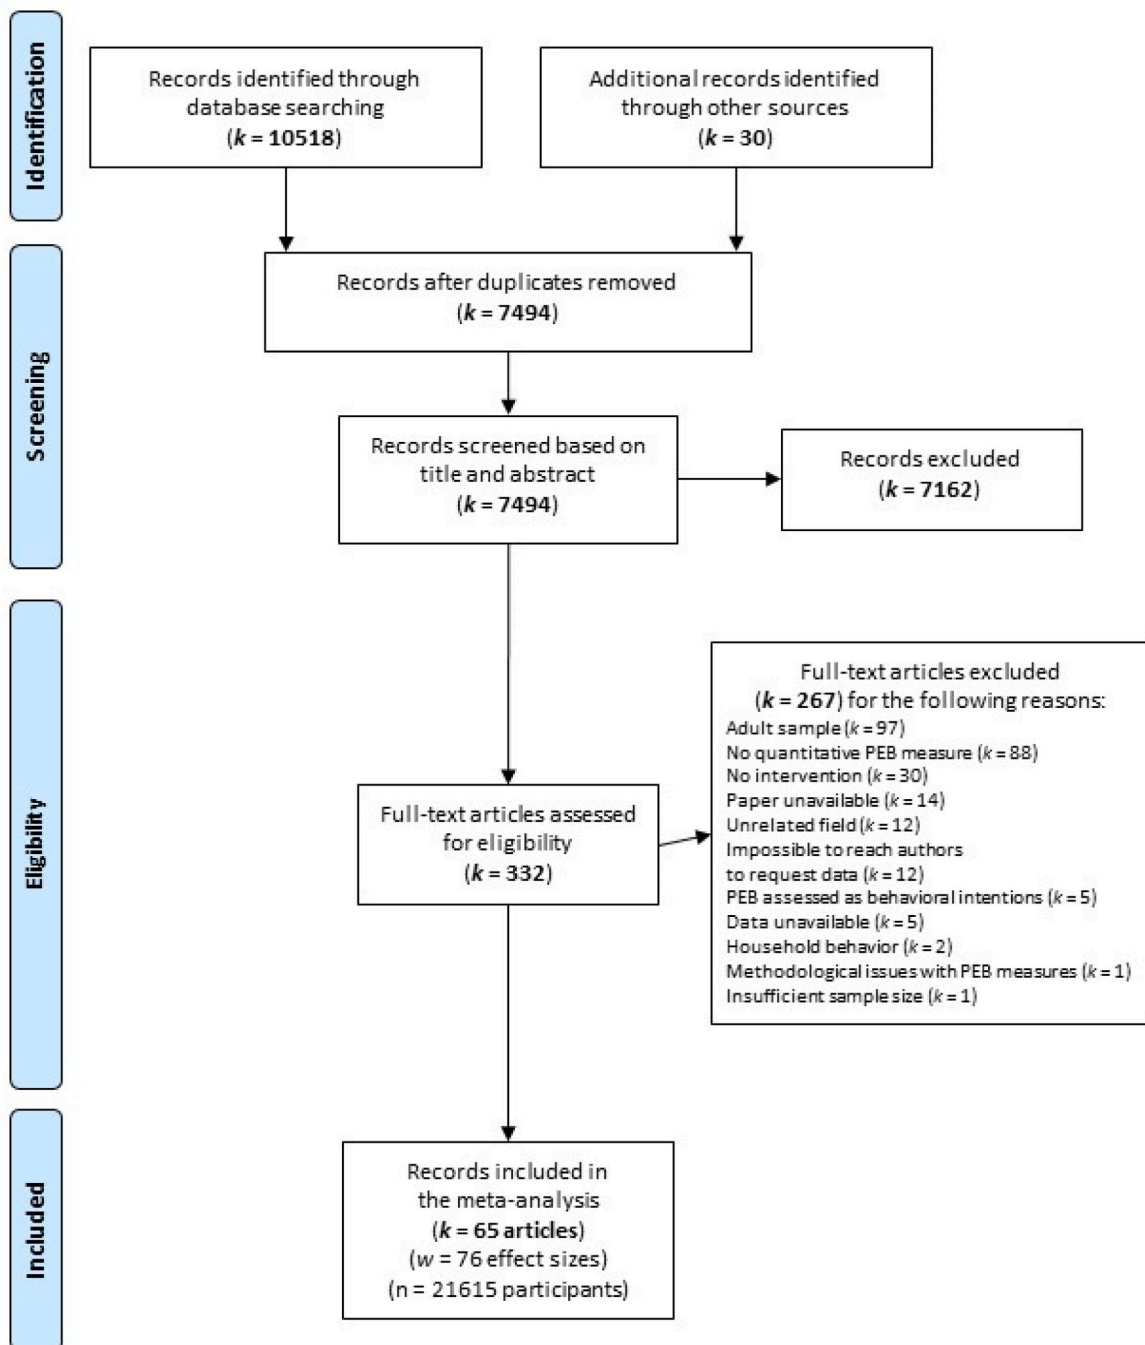 Identification
Records identified through
database searching
(k = 10518)
Additional records identified
through other sources
(k = 30)
Screening
Records after duplicates removed
(k = 7494)
Records screened based on
title and abstract
(k = 7494)
Records excluded
(k = 7162)
Eligibility
Full-text articles assessed
for eligibility
(k = 332)
Full-text articles excluded
(k = 267) for the following reasons:
Adult sample (k = 97)
No quantitative PEB measure (k = 88)
No intervention (k = 30)
Paper unavailable (k = 14)
Unrelated field (k = 12)
Impossible to reach authors
to request data (k = 12)
PEB assessed as behavioral intentions (k = 5)
Data unavailable (k = 5)
Household behavior (k = 2)
Methodological issues with PEB measures (k = 1)
Insufficient sample size (k = 1)
Included
Records included in
the meta-analysis
(k = 65 articles)
(w = 76 effect sizes)
(n = 21615 participants)